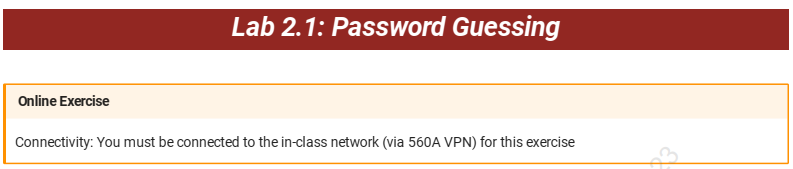 Lab 2.1: Password Guessing
Online Exercise
Connectivity: You must be connected to the in-class network (via 560A VPN) for this exercise